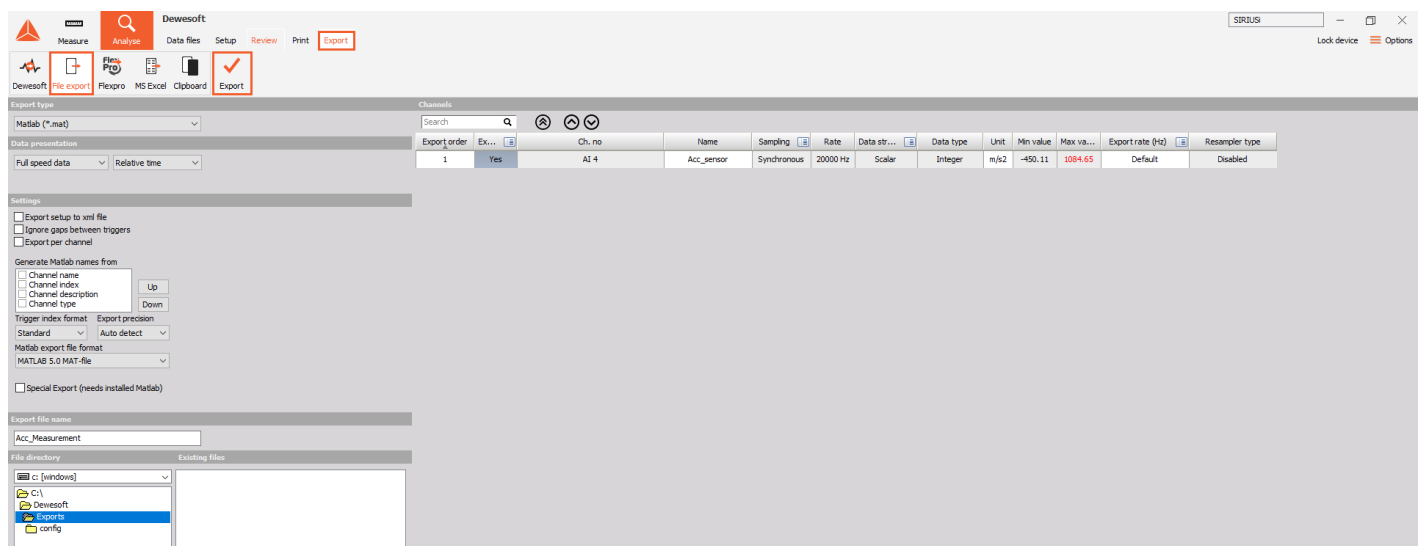 Dewesoft
SIRIUSi
Measure
Analyse
Data files
Setup
Review
Print
Export
Lock device
Options
Dewesoft
File export
Flex
Pro
Flexpro
MS Excel
Clipboard
Export
Export type
Matlab (*.mat)
Data presentation
Full speed data
Relative time
Settings
Export setup to xml file
Ignore gaps between triggers
Export per channel
Generate Matlab names from
Channel name
Channel index
Channel description
Channel type
Up
Down
Trigger index format Export precision
Standard Auto detect
Matlab export file format
MATLAB 5.0 MAT-file
Special Export (needs installed Matlab)
Export file name
Acc_Measurement
File directory
Existing files
c: [windows]
C:\
Dewesoft
Exports
config
Channels
Search
Export order Ex... Ch. no Name Sampling Rate Data str... Data type Unit Min value Max va... Export rate (Hz) Resampler type
1 Yes AI 4 Acc_sensor Synchronous 20000 Hz Scalar Integer m/s2 -450.11 1084.65 Default Disabled